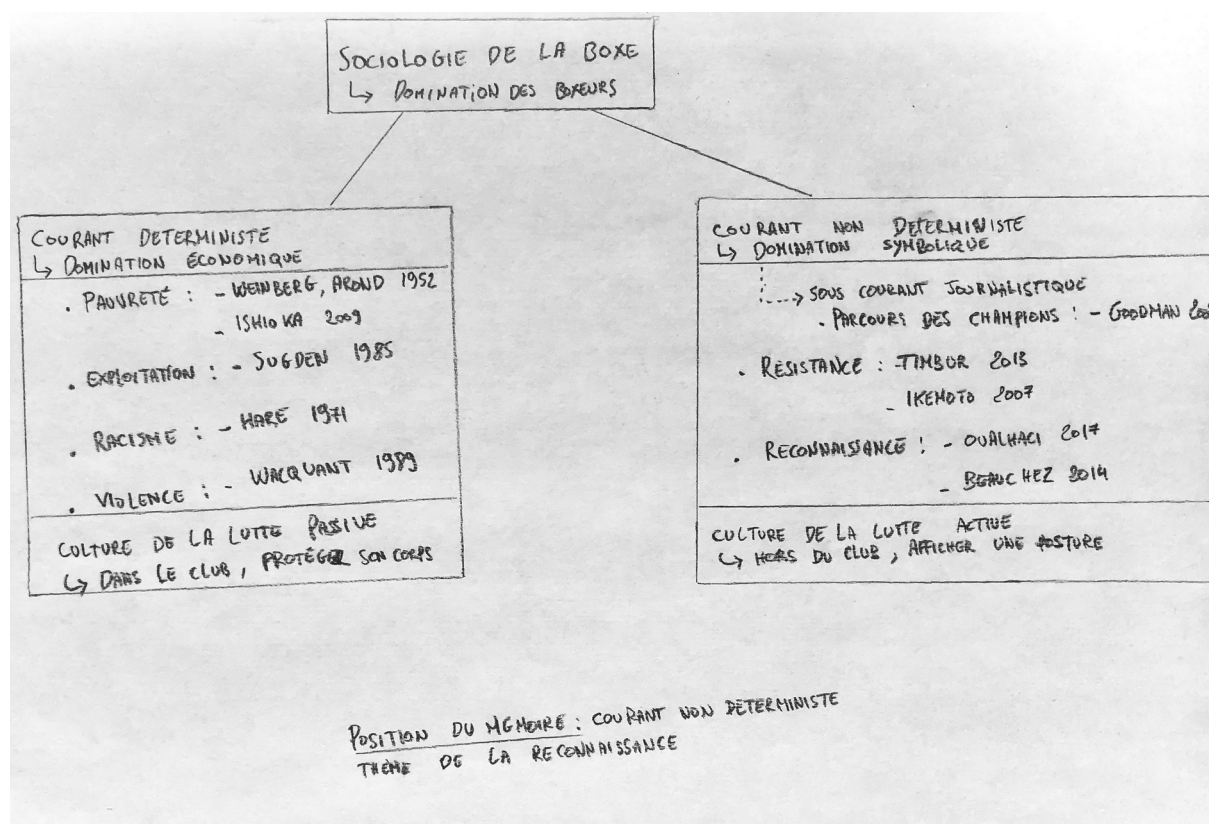 SOCIOLOGIE DE LA BOXE
↳ DOMINATION DES BOXEURS
COURANT DETERMINISTE
↳ DOMINATION ÉCONOMIQUE
. PAUVRETÉ : - WEINBERG, AROND 1952
- ISHIOKA 2009
. EXPLOITATION : - SUGDEN 1985
. RACISME : - HARE 1971
. VIOLENCE : - WACQUANT 1989
CULTURE DE LA LUTTE PASSIVE
↳ DANS LE CLUB, PROTÉGER SON CORPS
COURANT NON DETERMINISTE
↳ DOMINATION SYMBOLIQUE
SOUS COURANT JOURNALISTIQUE
. PARCOURS DES CHAMPIONS : - GOODMAN
. RESISTANCE : - TIMBUR 2013
- IKEMOTO 2007
. RECONNAISSANCE : - OUALHACI 2017
- BEAUCHEZ 2014
CULTURE DE LA LUTTE ACTIVE
↳ HORS DU CLUB, AFFICHER UNE POSTURE
POSITION DU MÉMOIRE : COURANT NON DETERMINISTE
THÈME DE LA RECONNAISSANCE